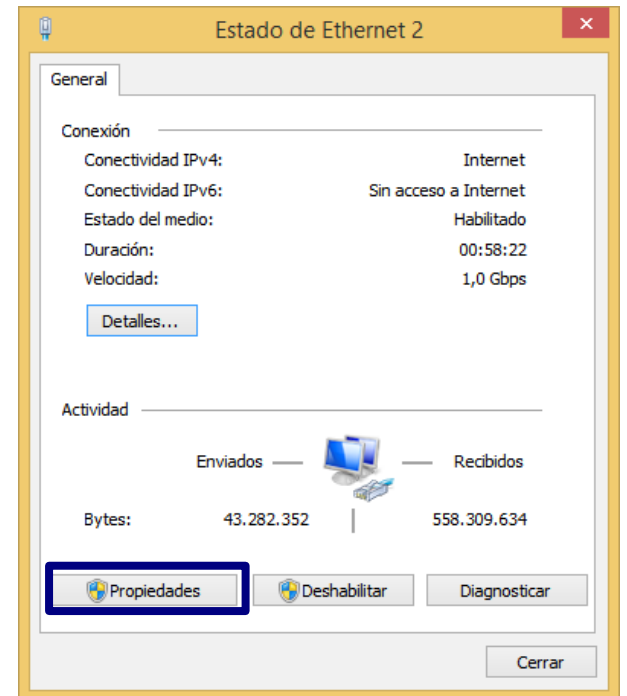 Estado de Ethernet 2
General
Conexión
Conectividad IPv4: Internet
Conectividad IPv6: Sin acceso a Internet
Estado del medio: Habilitado
Duración: 00:58:22
Velocidad: 1,0 Gbps
Detalles...
Actividad
Enviados Recibidos
Bytes: 43.282.352 558.309.634
Propiedades Deshabilitar Diagnosticar
Cerrar